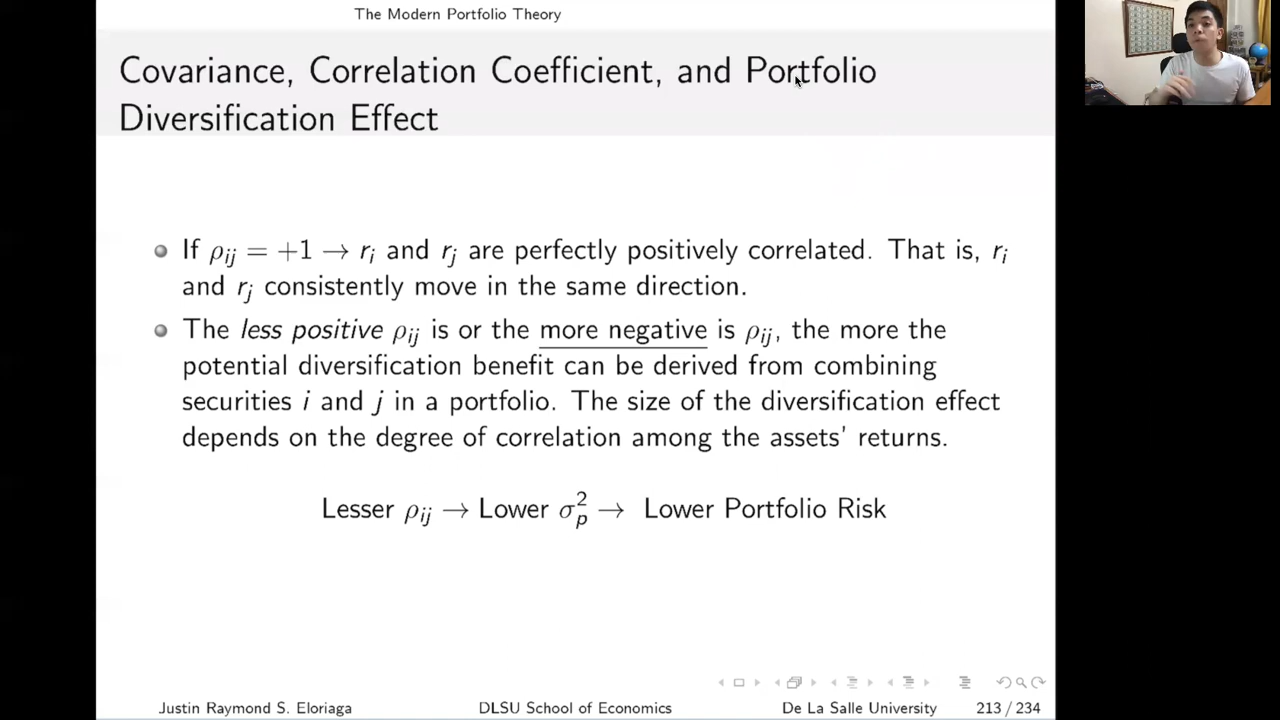 The Modern Portfolio Theory
Covariance, Correlation Coefficient, and Portfolio
Diversification Effect
If ρij = +1 → ri and rj are perfectly positively correlated. That is, ri
and rj consistently move in the same direction.
The less positive ρij is or the more negative is ρij, the more the
potential diversification benefit can be derived from combining
securities i and j in a portfolio. The size of the diversification effect
depends on the degree of correlation among the assets' returns.
Lesser ρij → Lower σ²p → Lower Portfolio Risk
Justin Raymond S. Eloriaga DLSU School of Economics De La Salle University 213 / 234